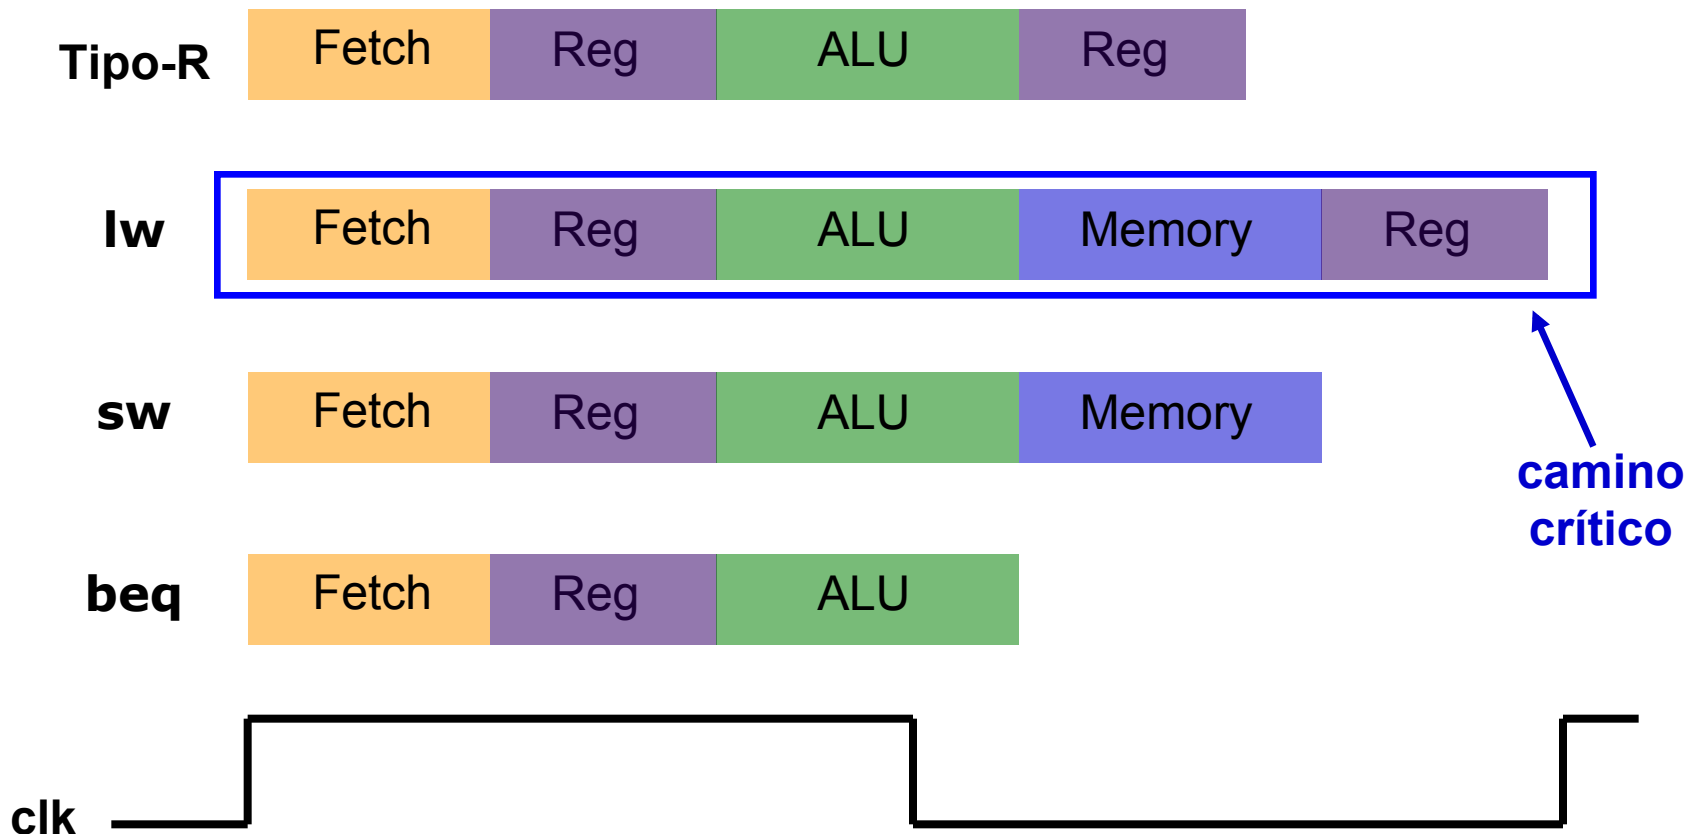 Tipo-R Fetch Reg ALU Reg
lw Fetch Reg ALU Memory Reg
sw Fetch Reg ALU Memory
camino
crítico
beq Fetch Reg ALU
clk